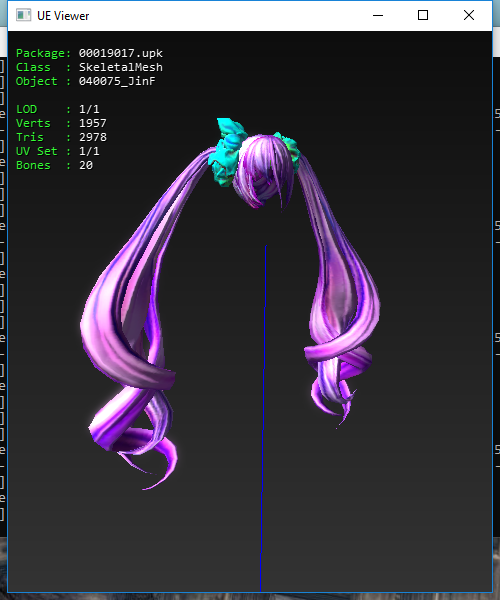 UE Viewer
Package: 00019017.upk
Class : SkeletalMesh
Object : 040075_JinF
LOD : 1/1
Verts : 1957
Tris : 2978
UV Set : 1/1
Bones : 20